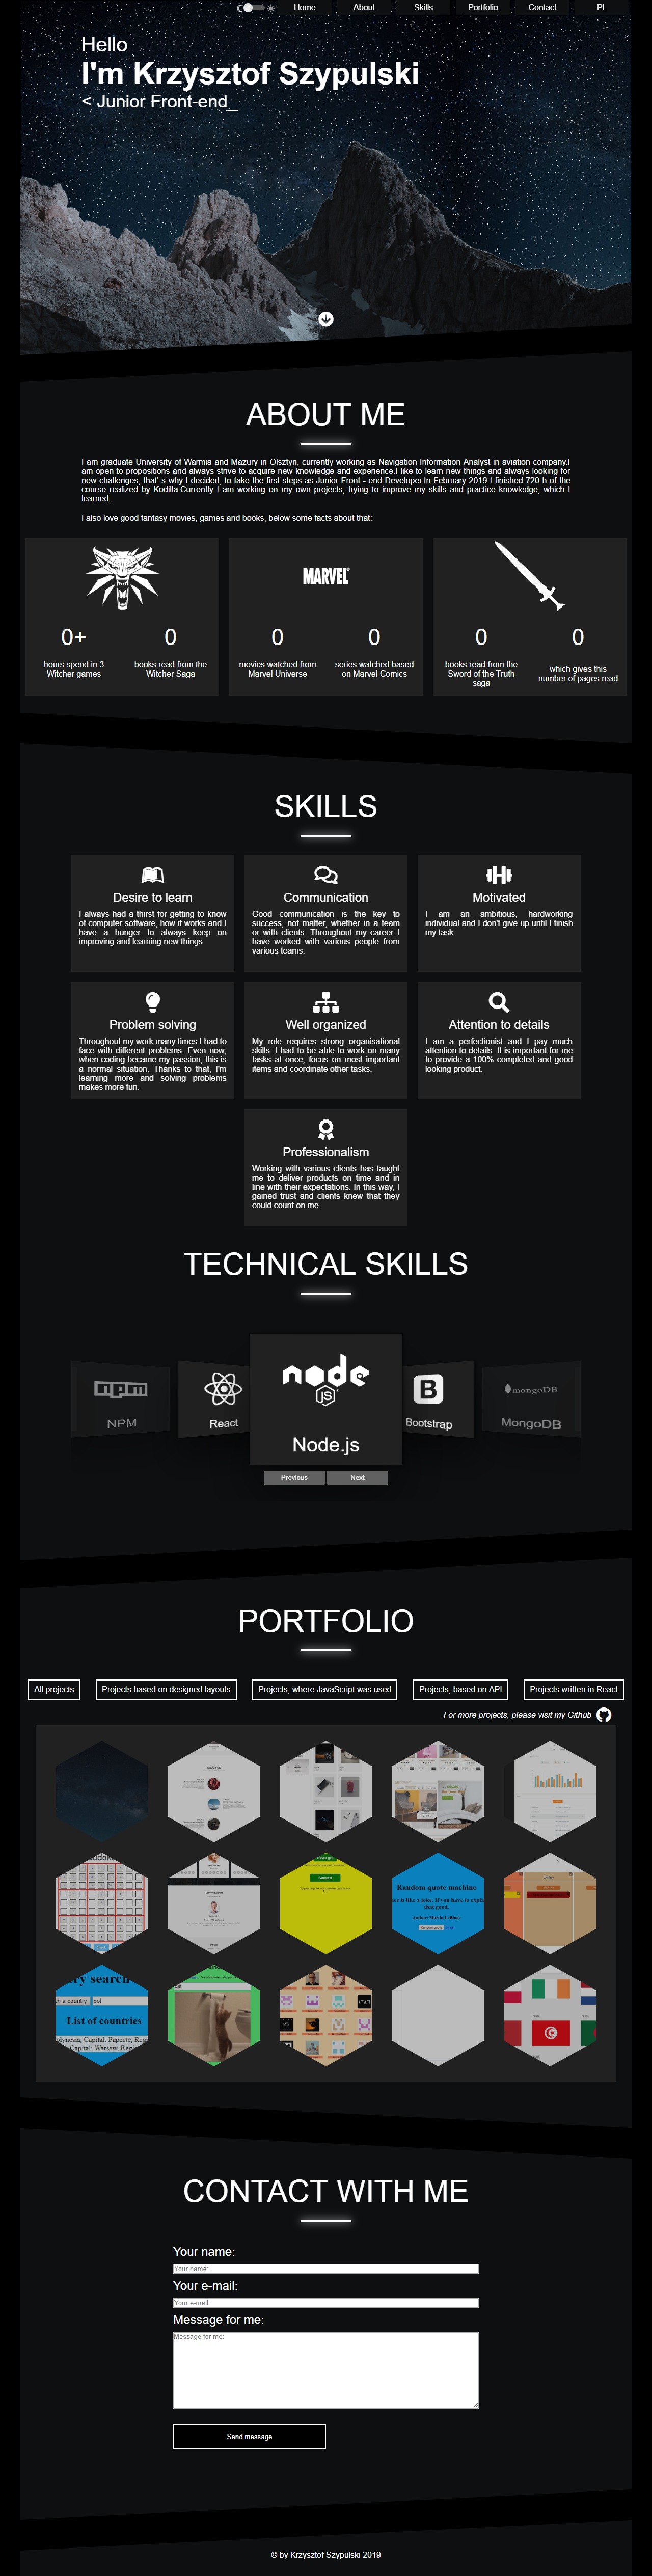 Home About Skills Portfolio Contact PL
Hello
I'm Krzysztof Szypulski
< Junior Front-end_
ABOUT ME
I am graduate University of Warmia and Mazury in Olsztyn, currently working as Navigation Information Analyst in aviation company.I
am open to propositions and always strive to acquire new knowledge and experience.I like to learn new things and always looking for
new challenges, that' s why I decided, to take the first steps as Junior Front - end Developer.In February 2019 I finished 720 h of the
course realized by Kodilla.Currently I am working on my own projects, trying to improve my skills and practice knowledge, which I
learned.
I also love good fantasy movies, games and books, below some facts about that:
0+
hours spend in 3
Witcher games
0
books read from the
Witcher Saga
MARVEL
0
movies watched from
Marvel Universe
0
series watched based
on Marvel Comics
0
books read from the
Sword of the Truth
saga
0
which gives this
number of pages read
SKILLS
Desire to learn
I always had a thirst for getting to know
of computer software, how it works and I
have a hunger to always keep on
improving and learning new things
Communication
Good communication is the key to
success, not matter, whether in a team
or with clients. Throughout my career I
have worked with various people from
various teams.
Motivated
I am an ambitious, hardworking
individual and I don't give up until I finish
my task.
Problem solving
Throughout my work many times I had to
face with different problems. Even now,
when coding became my passion, this is
a normal situation. Thanks to that, I'm
learning more and solving problems
makes more fun.
Well organized
My role requires strong organisational
skills. I had to be able to work on many
tasks at once, focus on most important
items and coordinate other tasks.
Attention to details
I am a perfectionist and I pay much
attention to details. It is important for me
to provide a 100% completed and good
looking product.
Professionalism
Working with various clients has taught
me to deliver products on time and in
line with their expectations. In this way, I
gained trust and clients knew that they
could count on me.
TECHNICAL SKILLS
npm
NPM
React
node
JS
Node.js
B
Bootstrap
mongoDB
MongoDB
Previous Next
PORTFOLIO
All projects
Projects based on designed layouts
Projects, where JavaScript was used
Projects, based on API
Projects written in React
For more projects, please visit my Github
ABOUT US
Random quote machine
that good.
ry search
h a country pol
List of countries
olynesia, Capital: Papeetē, Reg
Capital: Warsaw, Regi
CONTACT WITH ME
Your name:
Your name:
Your e-mail:
Your e-mail:
Message for me:
Message for me:
Send message
© by Krzysztof Szypulski 2019